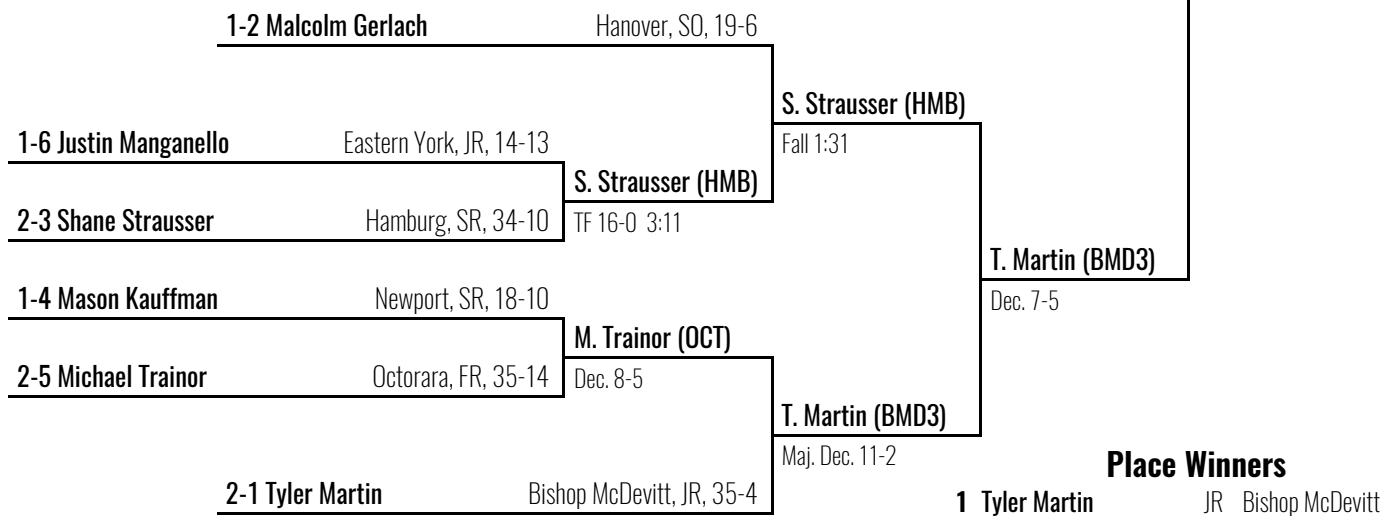 1-2 Malcolm Gerlach Hanover, SO, 19-6
S. Strausser (HMB)
1-6 Justin Manganello Eastern York, JR, 14-13
Fall 1:31
S. Strausser (HMB)
2-3 Shane Strausser Hamburg, SR, 34-10
TF 16-0 3:11
T. Martin (BMD3)
1-4 Mason Kauffman Newport, SR, 18-10
Dec. 7-5
M. Trainor (OCT)
2-5 Michael Trainor Octorara, FR, 35-14
Dec. 8-5
T. Martin (BMD3)
Maj. Dec. 11-2
Place Winners
2-1 Tyler Martin Bishop McDevitt, JR, 35-4
1 Tyler Martin JR Bishop McDevitt